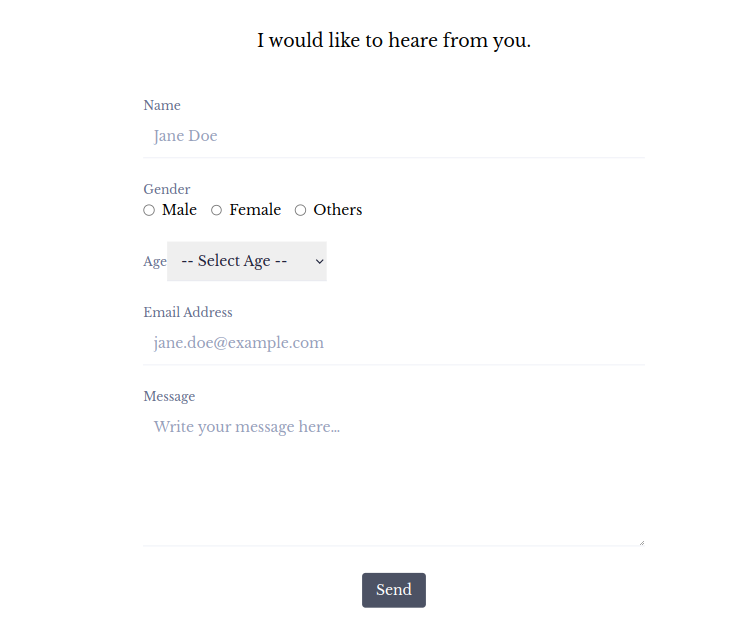 I would like to heare from you.
Name
Jane Doe
Gender
Male Female Others
Age -- Select Age --
Email Address
jane.doe@example.com
Message
Write your message here…
Send